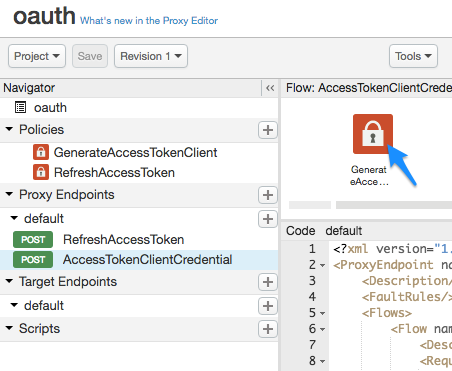 oauth What's new in the Proxy Editor
Project Save Revision 1 Tools
Navigator
oauth
Policies
GenerateAccessTokenClient
RefreshAccessToken
Proxy Endpoints
default
POST RefreshAccessToken
POST AccessTokenClientCredential
Target Endpoints
default
Scripts
Flow: AccessTokenClientCrede
Generat
eAcce...
Code default
1 <?xml version="1.
2 <ProxyEndpoint na
3 <Description/
4 <FaultRules/>
5 <Flows>
6 <Flow nam
7 <Desc
8 <Requ